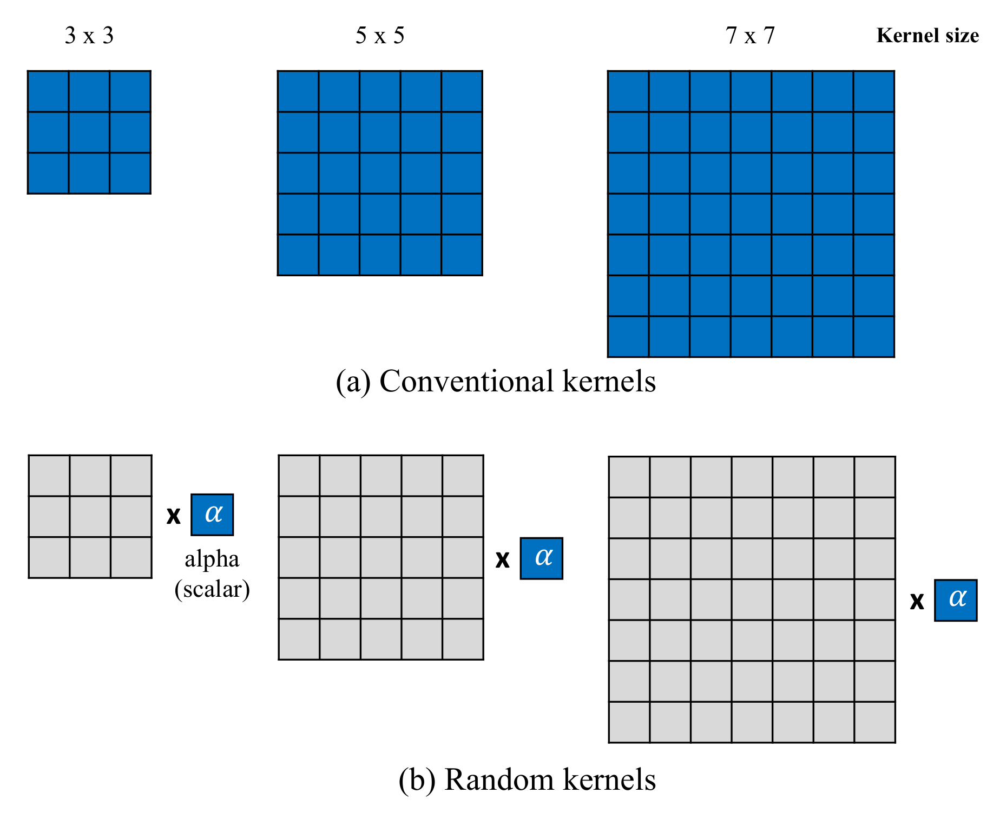 3 x 3
5 x 5
7 x 7
Kernel size
(a) Conventional kernels
x α
alpha
(scalar)
x α
x α
(b) Random kernels